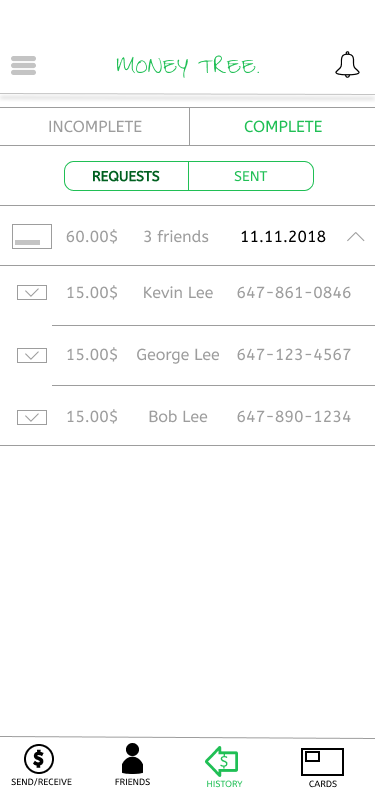 MONEY TREE.
INCOMPLETE COMPLETE
REQUESTS SENT
60.00$ 3 friends 11.11.2018
15.00$ Kevin Lee 647-861-0846
15.00$ George Lee 647-123-4567
15.00$ Bob Lee 647-890-1234
$ $
SEND/RECEIVE FRIENDS HISTORY CARDS